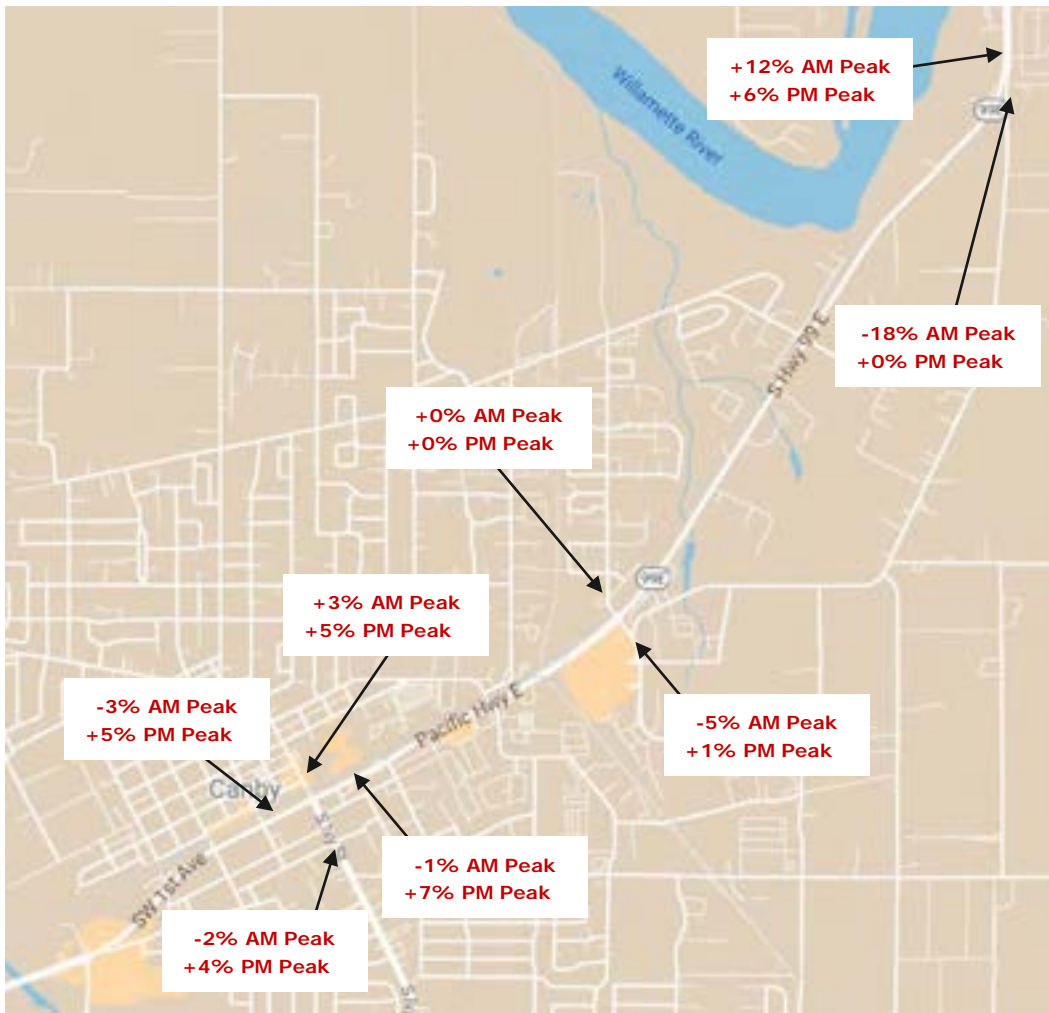 +12% AM Peak
+6% PM Peak
Willamette River
99E
-18% AM Peak
+0% PM Peak
S Hwy 99 E
+0% AM Peak
+0% PM Peak
99E
+3% AM Peak
+5% PM Peak
-3% AM Peak
+5% PM Peak
Pacific Hwy E
-5% AM Peak
+1% PM Peak
Canby
-1% AM Peak
+7% PM Peak
SW 1st Ave
-2% AM Peak
+4% PM Peak